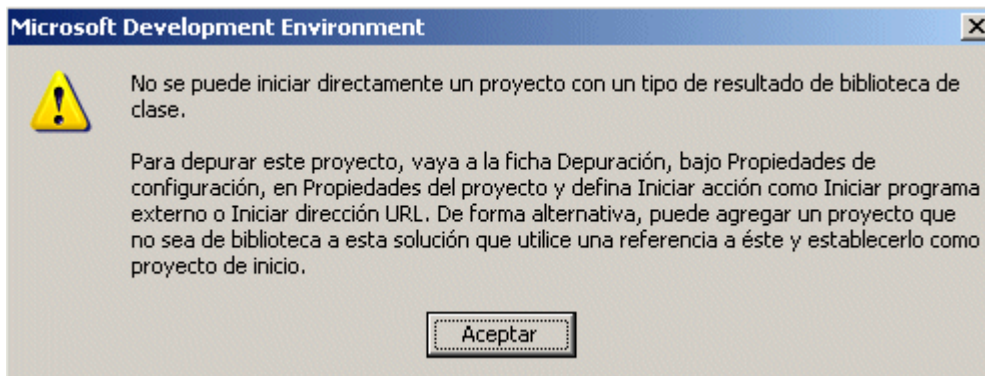 Microsoft Development Environment
No se puede iniciar directamente un proyecto con un tipo de resultado de biblioteca de
clase.
Para depurar este proyecto, vaya a la ficha Depuración, bajo Propiedades de
configuración, en Propiedades del proyecto y defina Iniciar acción como Iniciar programa
externo o Iniciar dirección URL. De forma alternativa, puede agregar un proyecto que
no sea de biblioteca a esta solución que utilice una referencia a éste y establecerlo como
proyecto de inicio.
Aceptar